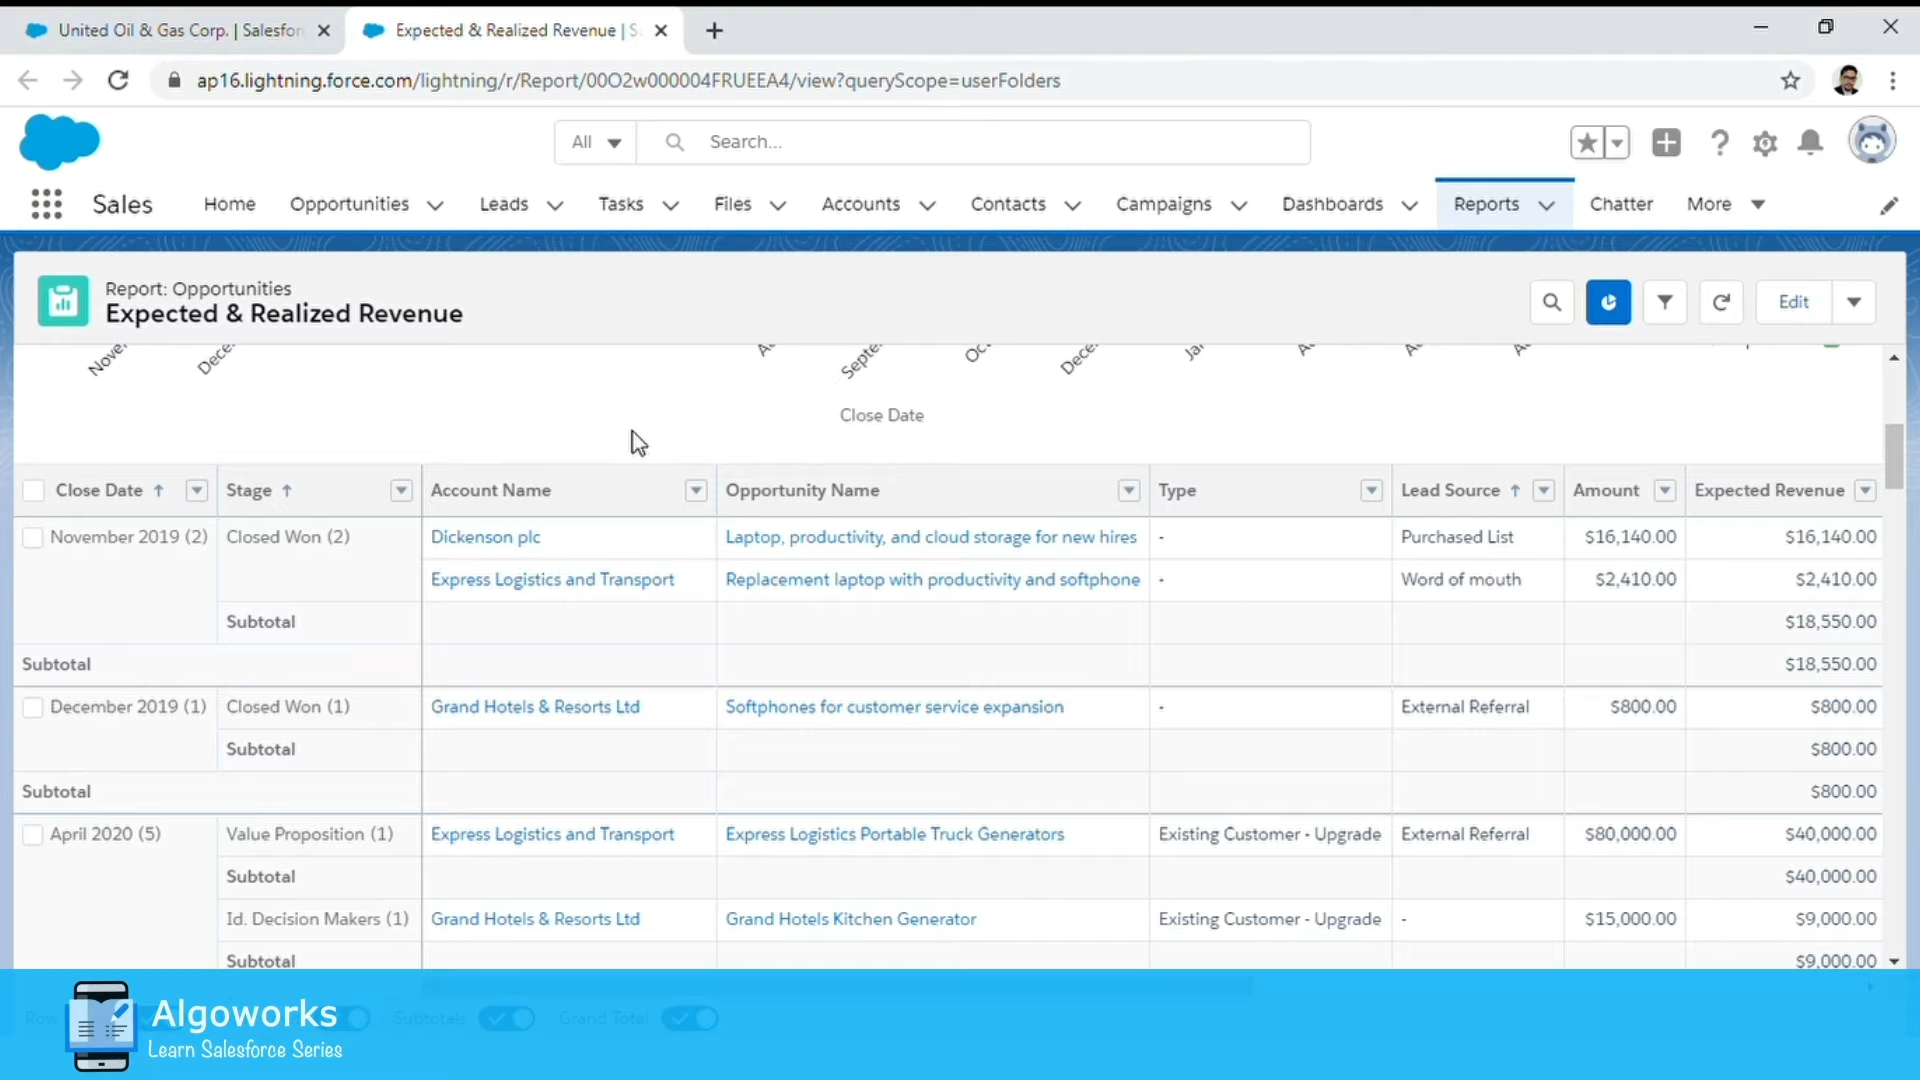 United Oil & Gas Corp. | Salesfor
Expected & Realized Revenue | S
ap16.lightning.force.com/lightning/r/Report/00O2w000004FRUEEA4/view?queryScope=userFolders
All
Search...
Sales
Home
Opportunities
Leads
Tasks
Files
Accounts
Contacts
Campaigns
Dashboards
Reports
Chatter
More
Report: Opportunities
Expected & Realized Revenue
Edit
Close Date
Close Date Stage Account Name Opportunity Name Type Lead Source Amount Expected Revenue
November 2019 (2) Closed Won (2) Dickenson plc Laptop, productivity, and cloud storage for new hires - Purchased List $16,140.00 $16,140.00
Express Logistics and Transport Replacement laptop with productivity and softphone - Word of mouth $2,410.00 $2,410.00
Subtotal $18,550.00
Subtotal $18,550.00
December 2019 (1) Closed Won (1) Grand Hotels & Resorts Ltd Softphones for customer service expansion - External Referral $800.00 $800.00
Subtotal $800.00
Subtotal $800.00
April 2020 (5) Value Proposition (1) Express Logistics and Transport Express Logistics Portable Truck Generators Existing Customer - Upgrade External Referral $80,000.00 $40,000.00
Subtotal $40,000.00
Id. Decision Makers (1) Grand Hotels & Resorts Ltd Grand Hotels Kitchen Generator Existing Customer - Upgrade - $15,000.00 $9,000.00
Subtotal $9,000.00
Subtotals Grand Total
Algoworks
Learn Salesforce Series